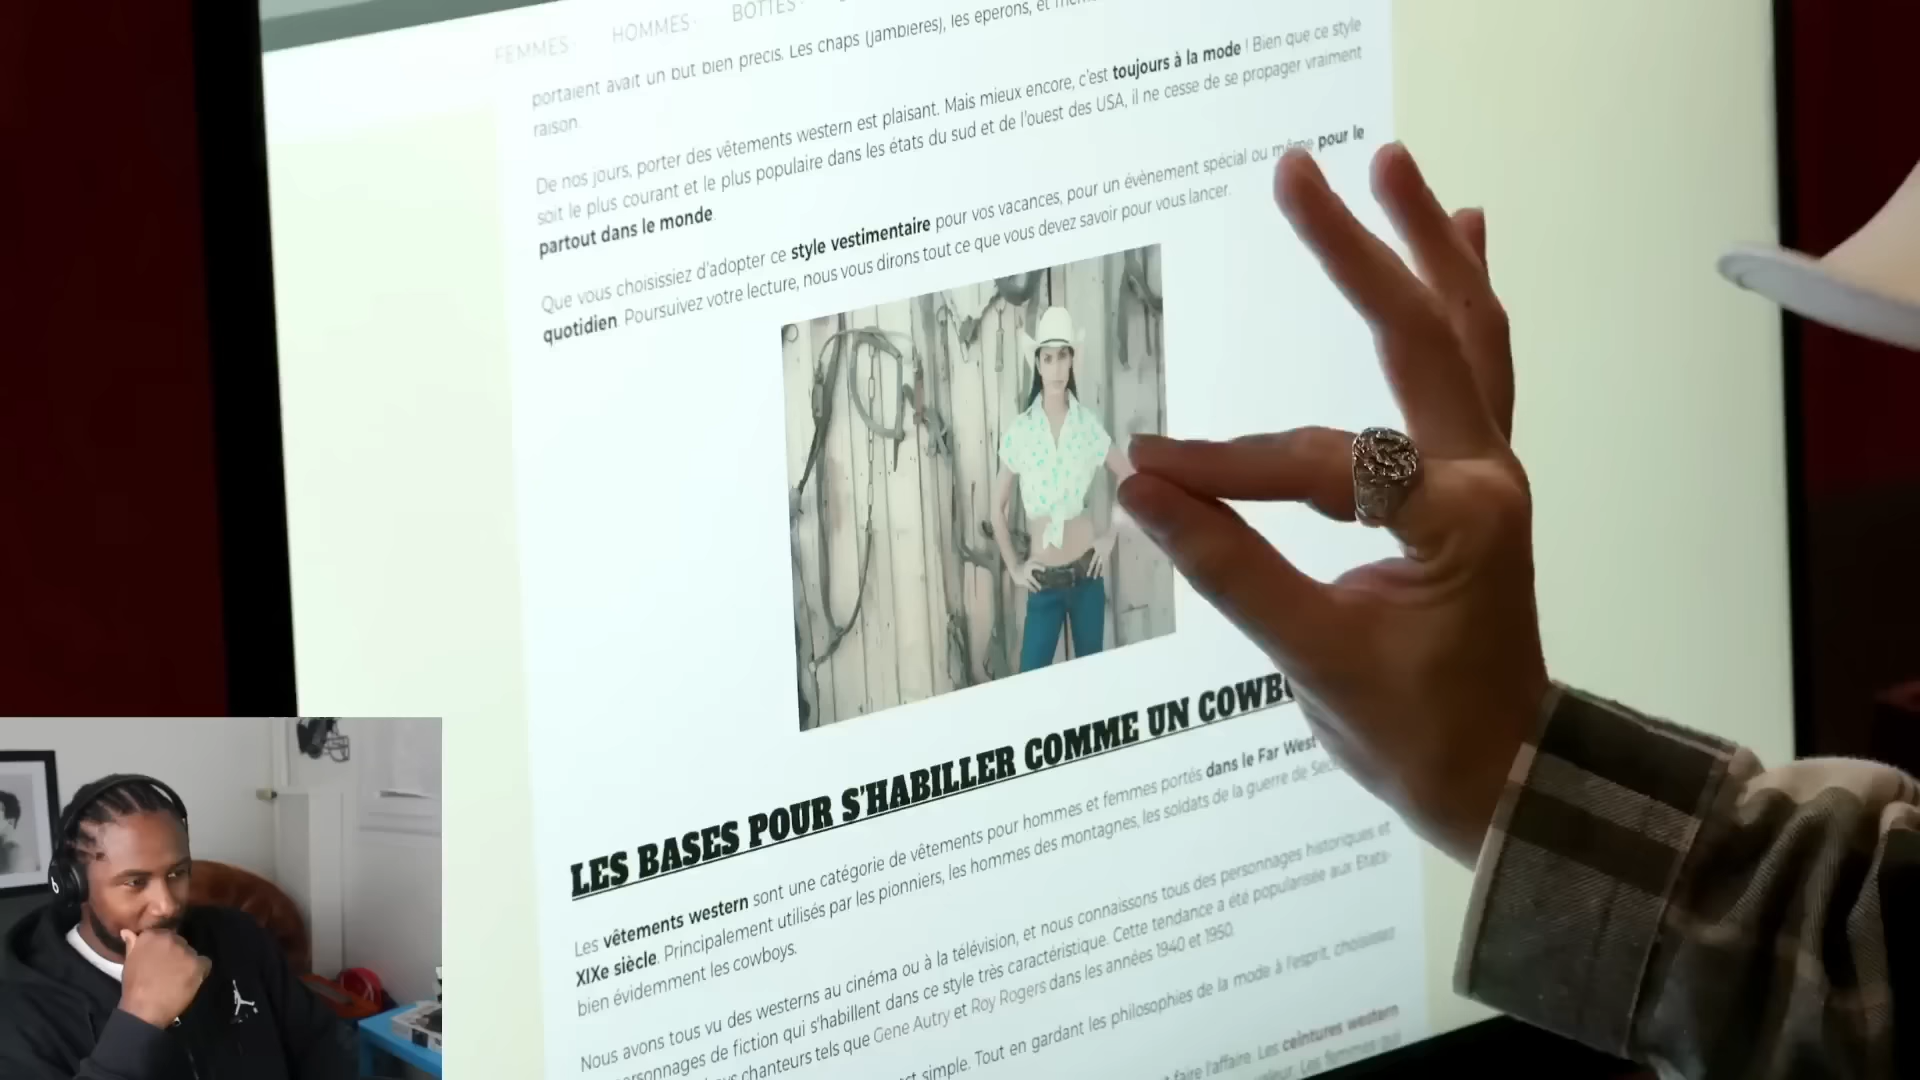 FEMMES HOMMES BOTTES
portaient avait un but bien précis. Les chaps (jambières), les éperons, et
raison.
De nos jours, porter des vêtements western est plaisant. Mais mieux encore, c'est toujours à la mode ! Bien que ce style
soit le plus courant et le plus populaire dans les états du sud et de l'ouest des USA, il ne cesse de se propager vraiment
partout dans le monde.
Que vous choisissiez d'adopter ce style vestimentaire pour vos vacances, pour un évènement spécial ou même pour le
quotidien. Poursuivez votre lecture, nous vous dirons tout ce que vous devez savoir pour vous lancer.
LES BASES POUR S'HABILLER COMME UN COWB
Les vêtements western sont une catégorie de vêtements pour hommes et femmes portés dans le Far West
XIXe siècle. Principalement utilisés par les pionniers, les hommes des montagnes, les soldats de la guerre de
bien évidemment les cowboys.
Nous avons tous vu des westerns au cinéma ou à la télévision, et nous connaissons tous des personnages historiques et
personnages de fiction qui s'habillent dans ce style très caractéristique. Cette tendance a été popularisée aux Etats-
chanteurs tels que Gene Autry et Roy Rogers dans les années 1940 et 1950.
simple. Tout en gardant les philosophies de la mode à l'esprit, choisissez
faire l'affaire. Les ceintures western
Les femmes